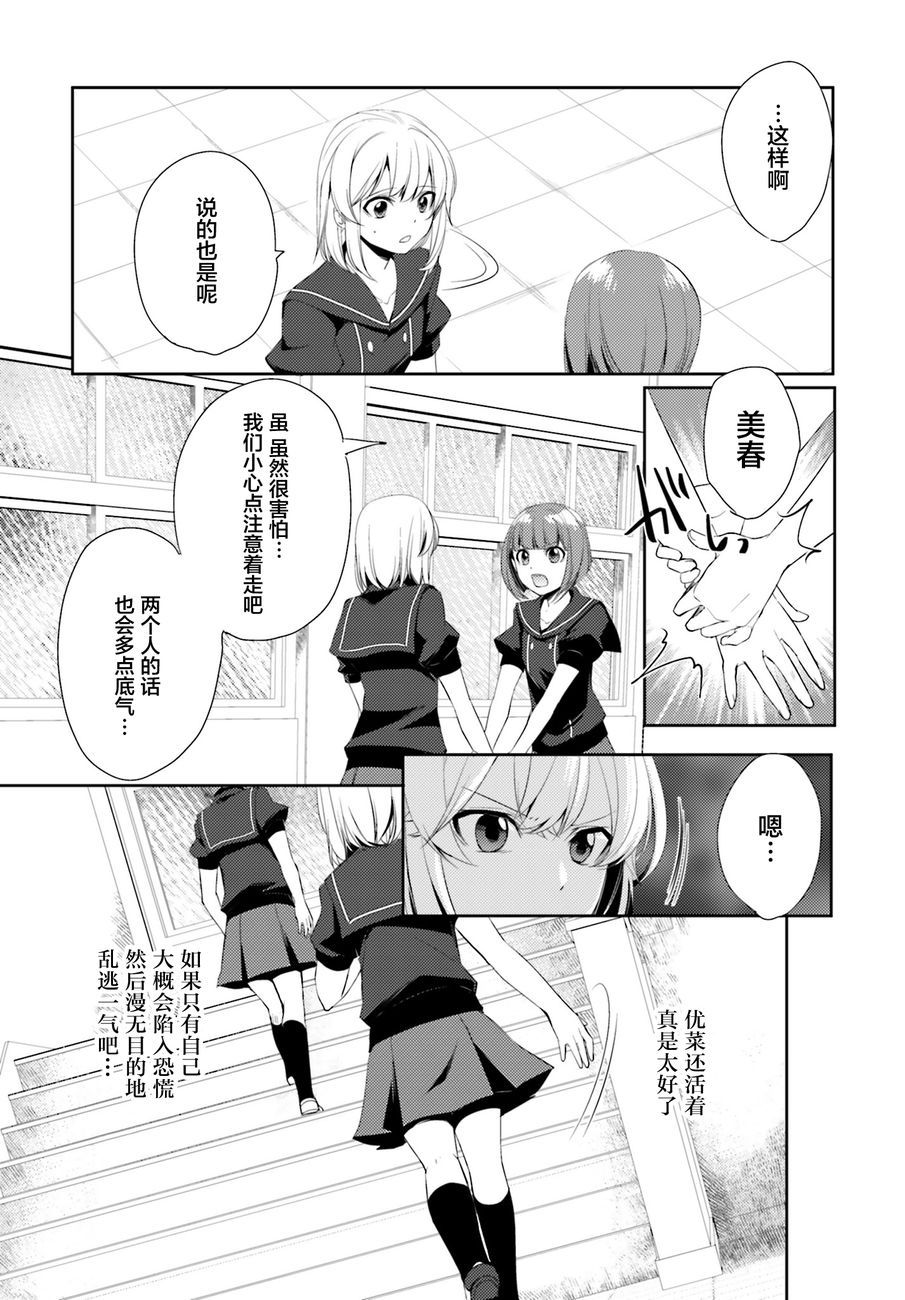 …这样啊
说的也是呢
美春
ガしぃ
虽 虽然很害怕…
我们小心点注意着走吧
两个人的话
也会多点底气…
嗯…
优菜还活着
真是太好了
如果只有自己
大概会陷入恐慌
然后漫无目的地
乱逃一气吧…